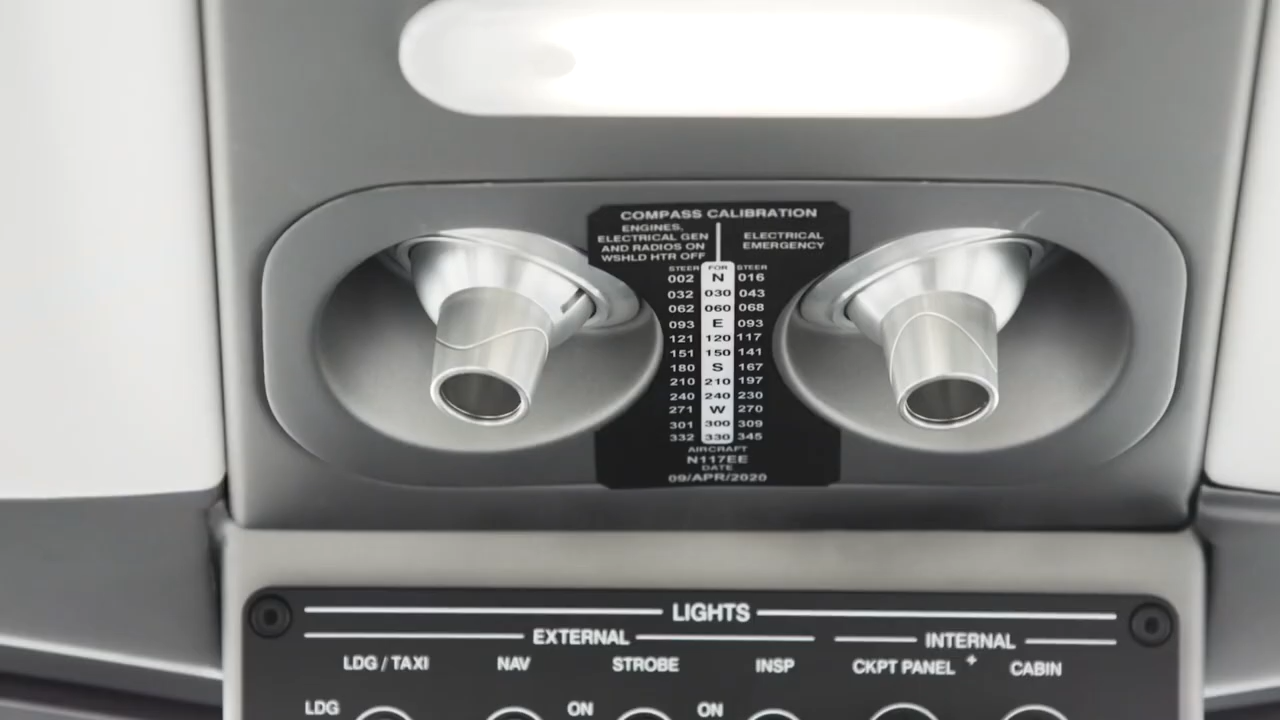 COMPASS CALIBRATION
ENGINES,
ELECTRICAL GEN
AND RADIOS ON
WSHLD HTR OFF
ELECTRICAL
EMERGENCY
STEER FOR STEER
002 N 016
032 030 043
062 060 068
093 E 093
121 120 117
151 150 141
180 S 167
210 210 197
240 240 230
271 W 270
301 300 309
332 330 345
AIRCRAFT
N117EE
DATE
09/APR/2020
LIGHTS
EXTERNAL INTERNAL
LDG / TAXI NAV STROBE INSP CKPT PANEL + CABIN
LDG ON ON